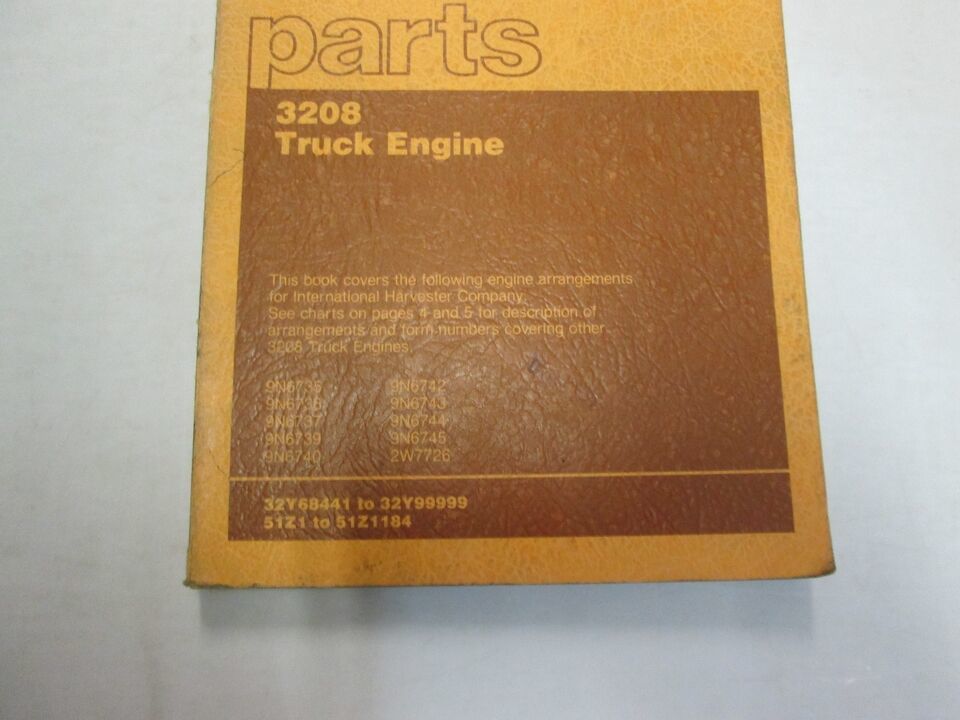 parts
3208
Truck Engine
This book covers the following engine arrangements
for International Harvester Company.
See charts on pages 4 and 5 for description of
arrangements and form numbers covering other
3208 Truck Engines.
9N6735 9N6742
9N6736 9N6743
9N6737 9N6744
9N6739 9N6745
9N6740 2W7726
32Y68441 to 32Y99999
51Z1 to 51Z1184